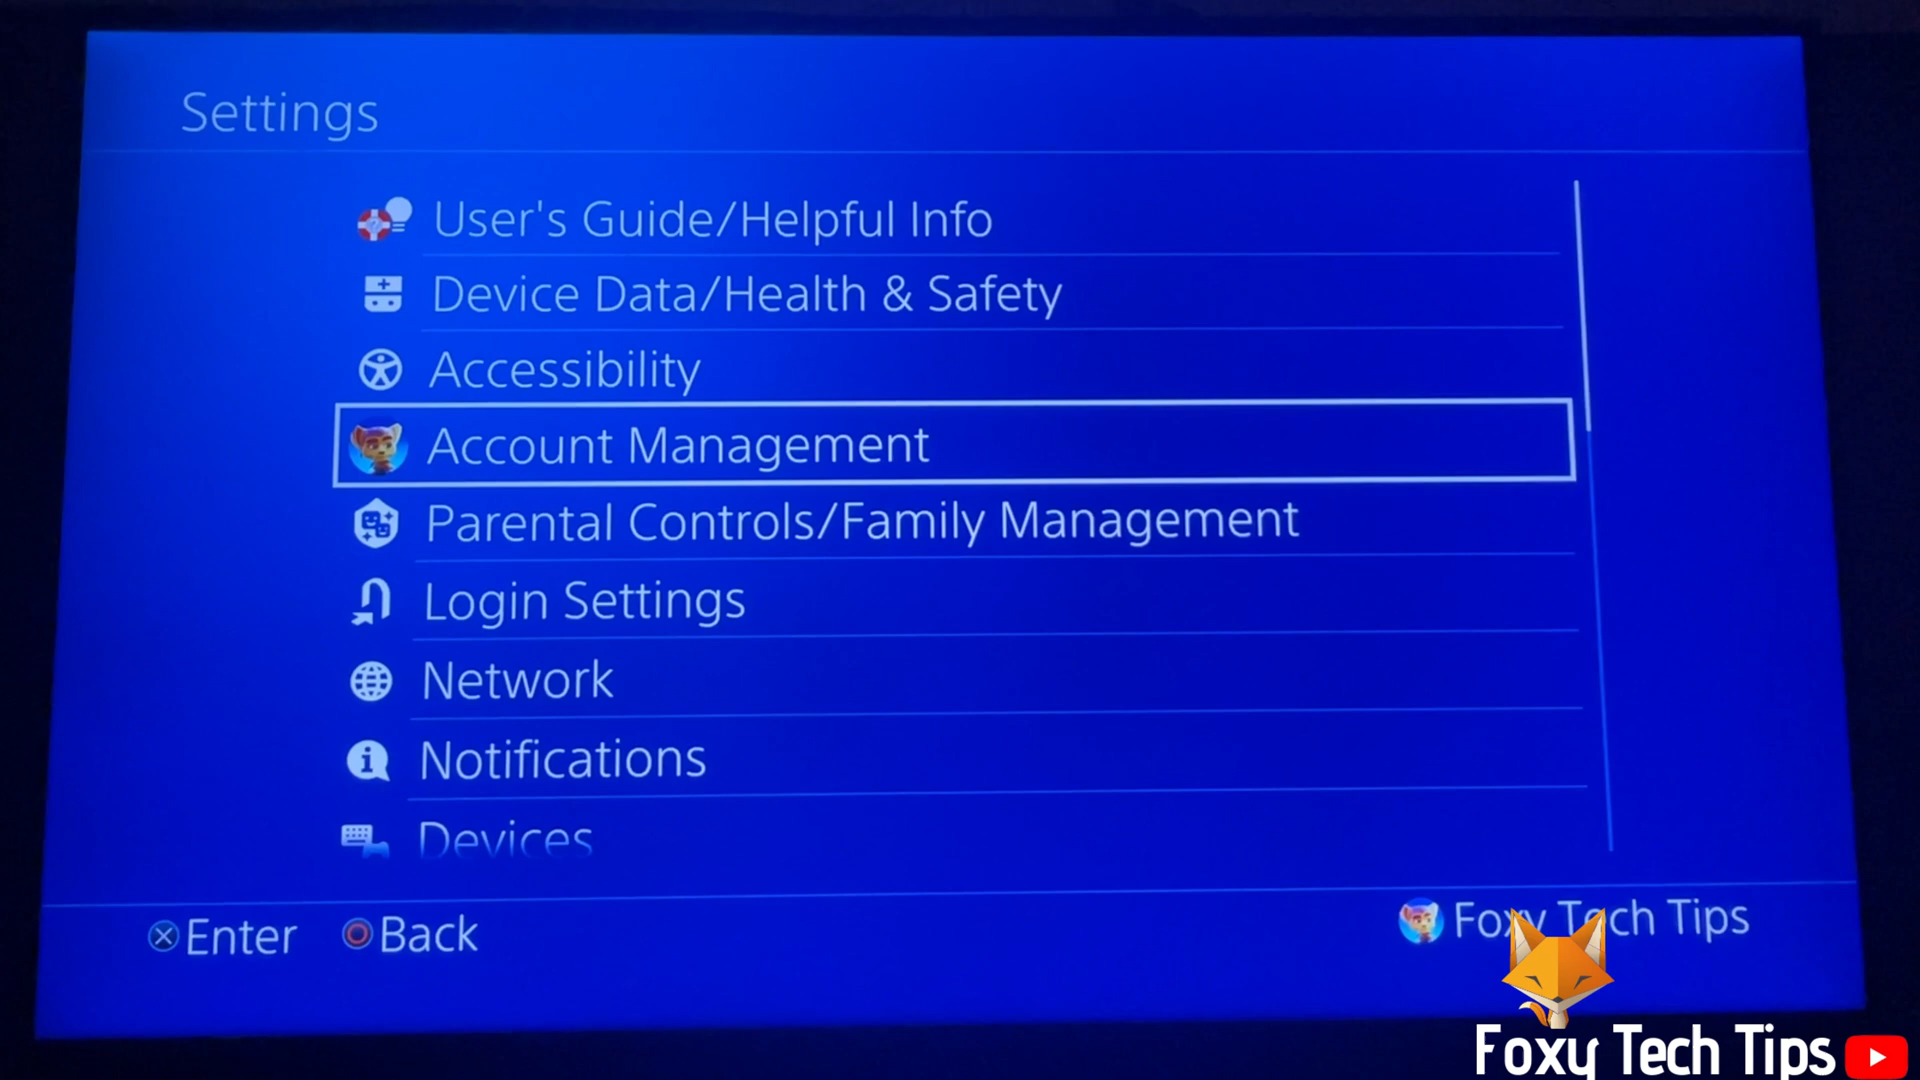 Settings
User's Guide/Helpful Info
Device Data/Health & Safety
Accessibility
Account Management
Parental Controls/Family Management
Login Settings
Network
Notifications
Devices
Enter
Back
Foxy Tech Tips
Foxy Tech Tips